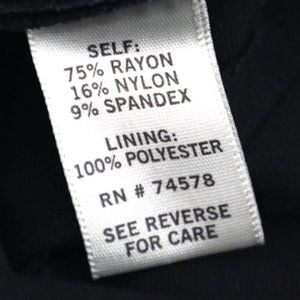 SELF:
75% RAYON
16% NYLON
9% SPANDEX
LINING:
100% POLYESTER
RN # 74578
SEE REVERSE
FOR CARE